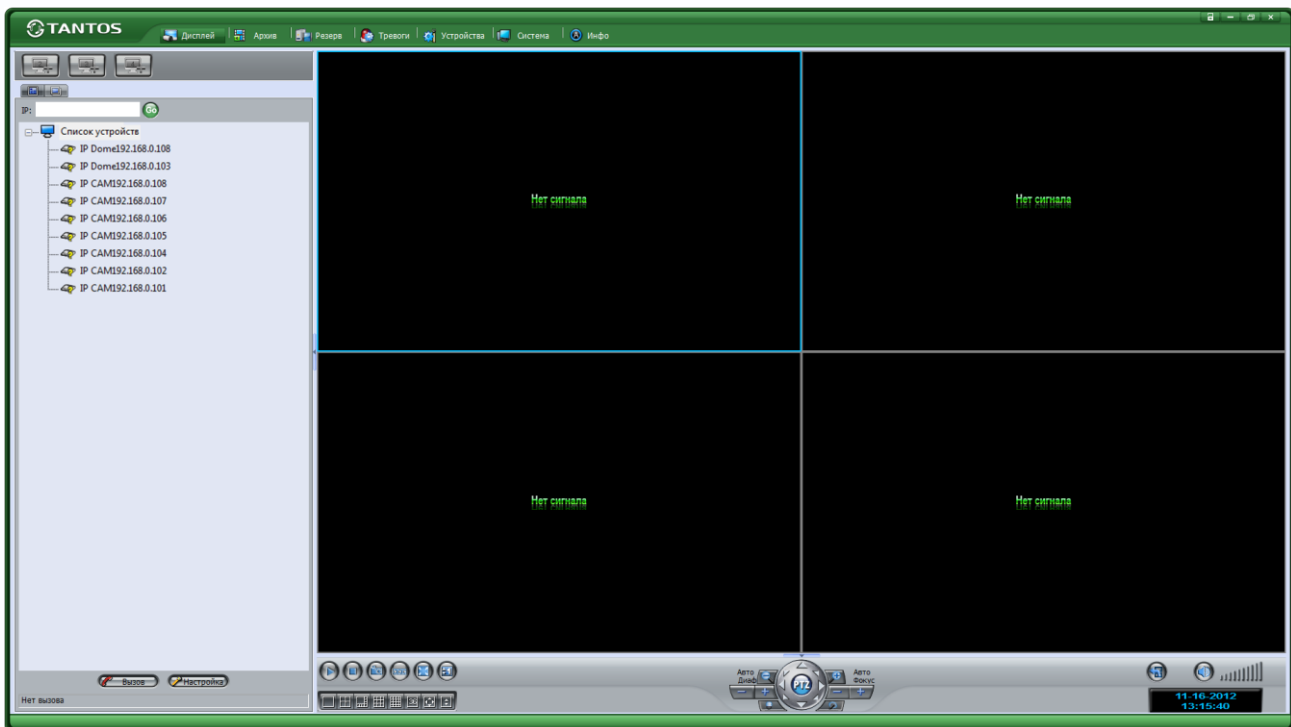 TANTOS
Дисплей Архив Резерв Тревоги Устройства Система Инфо
IP: Go
Список устройств
IP Dome192.168.0.108
IP Dome192.168.0.103
IP CAM192.168.0.108
IP CAM192.168.0.107
IP CAM192.168.0.106
IP CAM192.168.0.105
IP CAM192.168.0.104
IP CAM192.168.0.102
IP CAM192.168.0.101
Нет сигнала Нет сигнала
Нет сигнала Нет сигнала
Вызов Настройка
Нет вызова
Авто Диаф
PTZ
Авто Фокус
11-16-2012
13:15:40